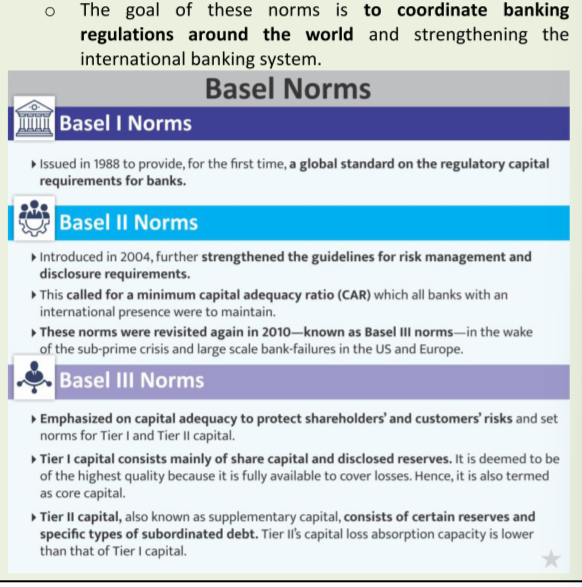 o The goal of these norms is to coordinate banking
regulations around the world and strengthening the
international banking system.
Basel Norms
Basel I Norms
Issued in 1988 to provide, for the first time, a global standard on the regulatory capital
requirements for banks.
Basel II Norms
Introduced in 2004, further strengthened the guidelines for risk management and
disclosure requirements.
This called for a minimum capital adequacy ratio (CAR) which all banks with an
international presence were to maintain.
These norms were revisited again in 2010—known as Basel III norms—in the wake
of the sub-prime crisis and large scale bank-failures in the US and Europe.
Basel III Norms
Emphasized on capital adequacy to protect shareholders' and customers' risks and set
norms for Tier I and Tier II capital.
Tier I capital consists mainly of share capital and disclosed reserves. It is deemed to be
of the highest quality because it is fully available to cover losses. Hence, it is also termed
as core capital.
Tier II capital, also known as supplementary capital, consists of certain reserves and
specific types of subordinated debt. Tier II's capital loss absorption capacity is lower
than that of Tier I capital.